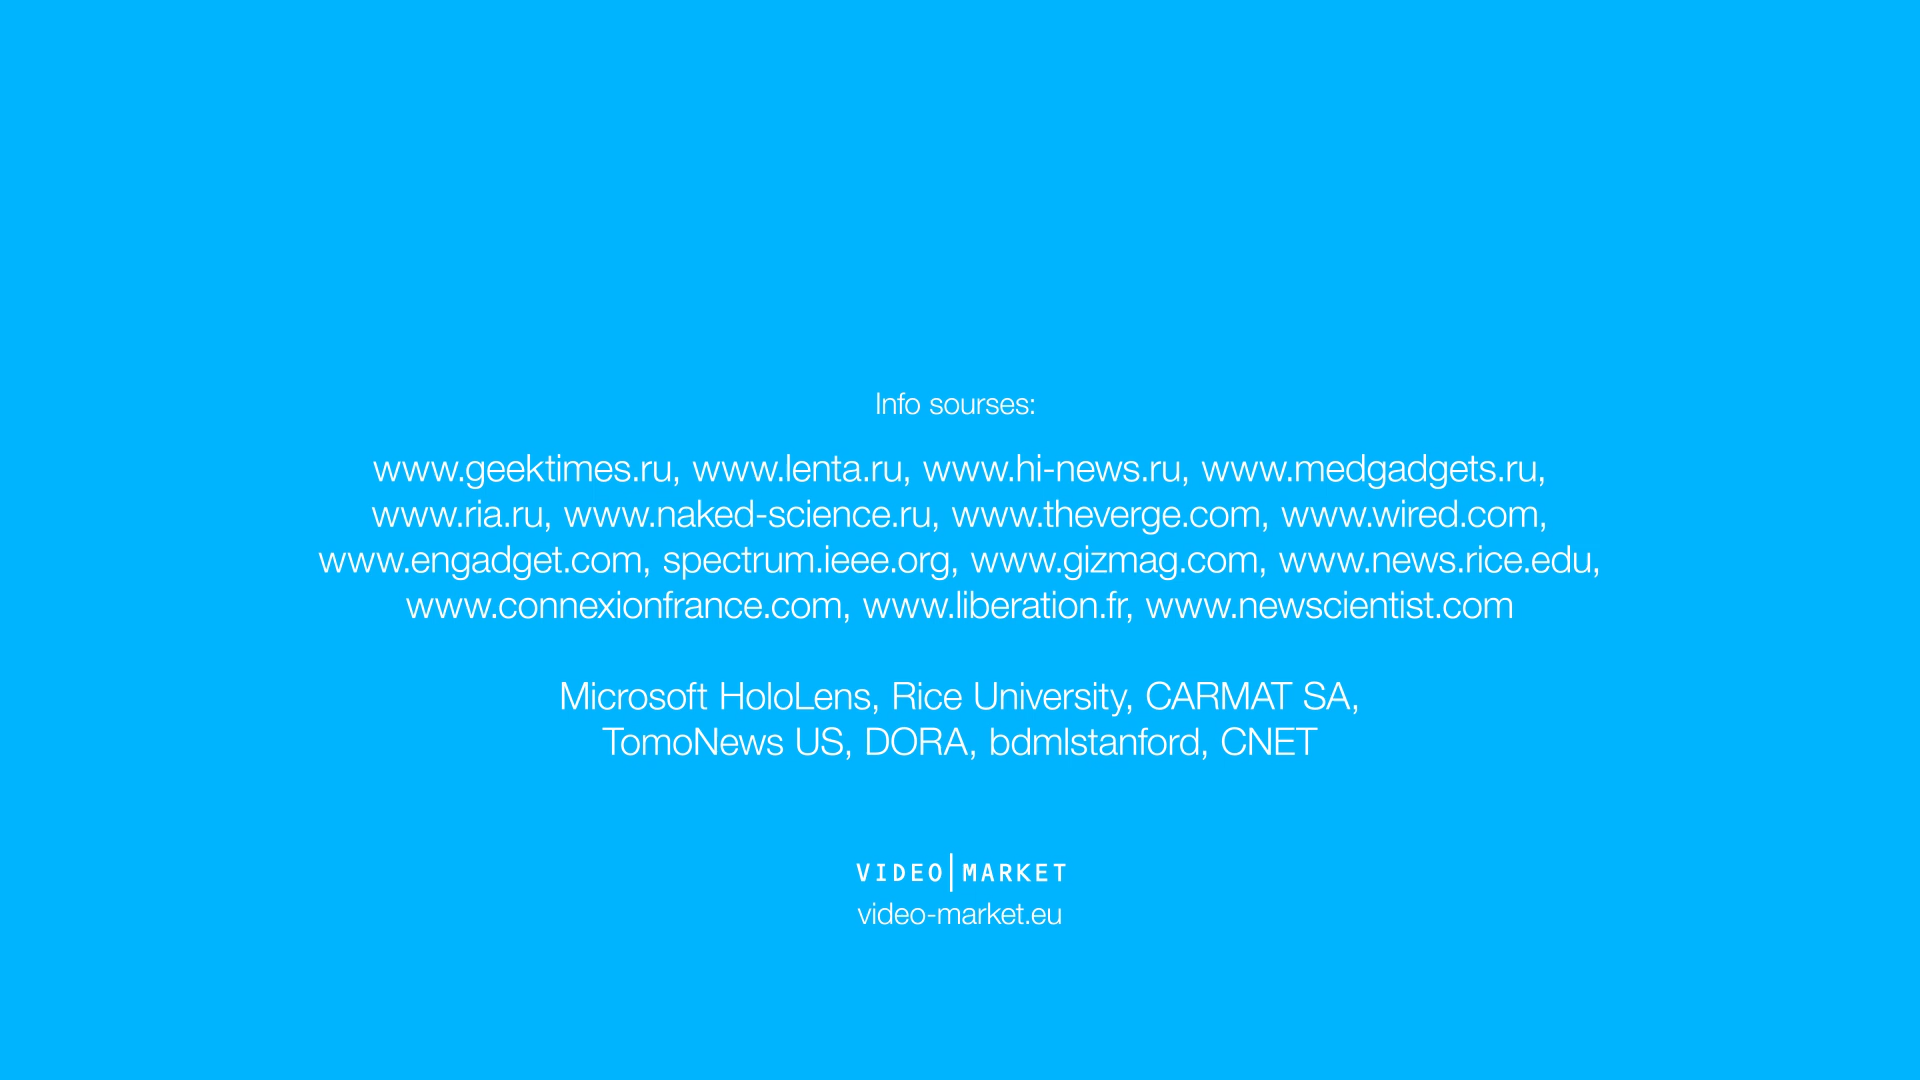 Info sourses:
www.geektimes.ru, www.lenta.ru, www.hi-news.ru, www.medgadgets.ru,
www.ria.ru, www.naked-science.ru, www.theverge.com, www.wired.com,
www.engadget.com, spectrum.ieee.org, www.gizmag.com, www.news.rice.edu,
www.connexionfrance.com, www.liberation.fr, www.newscientist.com
Microsoft HoloLens, Rice University, CARMAT SA,
TomoNews US, DORA, bdmlstanford, CNET
VIDEO|MARKET
video-market.eu